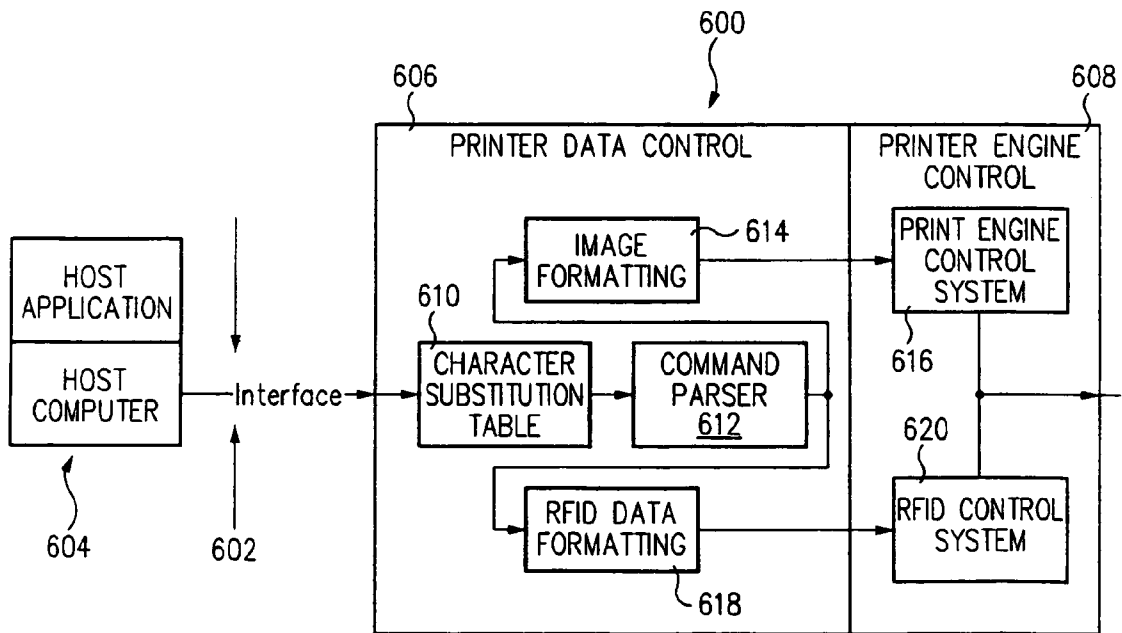 600
606
608
PRINTER DATA CONTROL
PRINTER ENGINE
CONTROL
IMAGE
FORMATTING
614
PRINT ENGINE
CONTROL
SYSTEM
616
HOST
APPLICATION
HOST
COMPUTER
604
602
Interface
610
CHARACTER
SUBSTITUTION
TABLE
COMMAND
PARSER
612
RFID DATA
FORMATTING
618
620
RFID CONTROL
SYSTEM